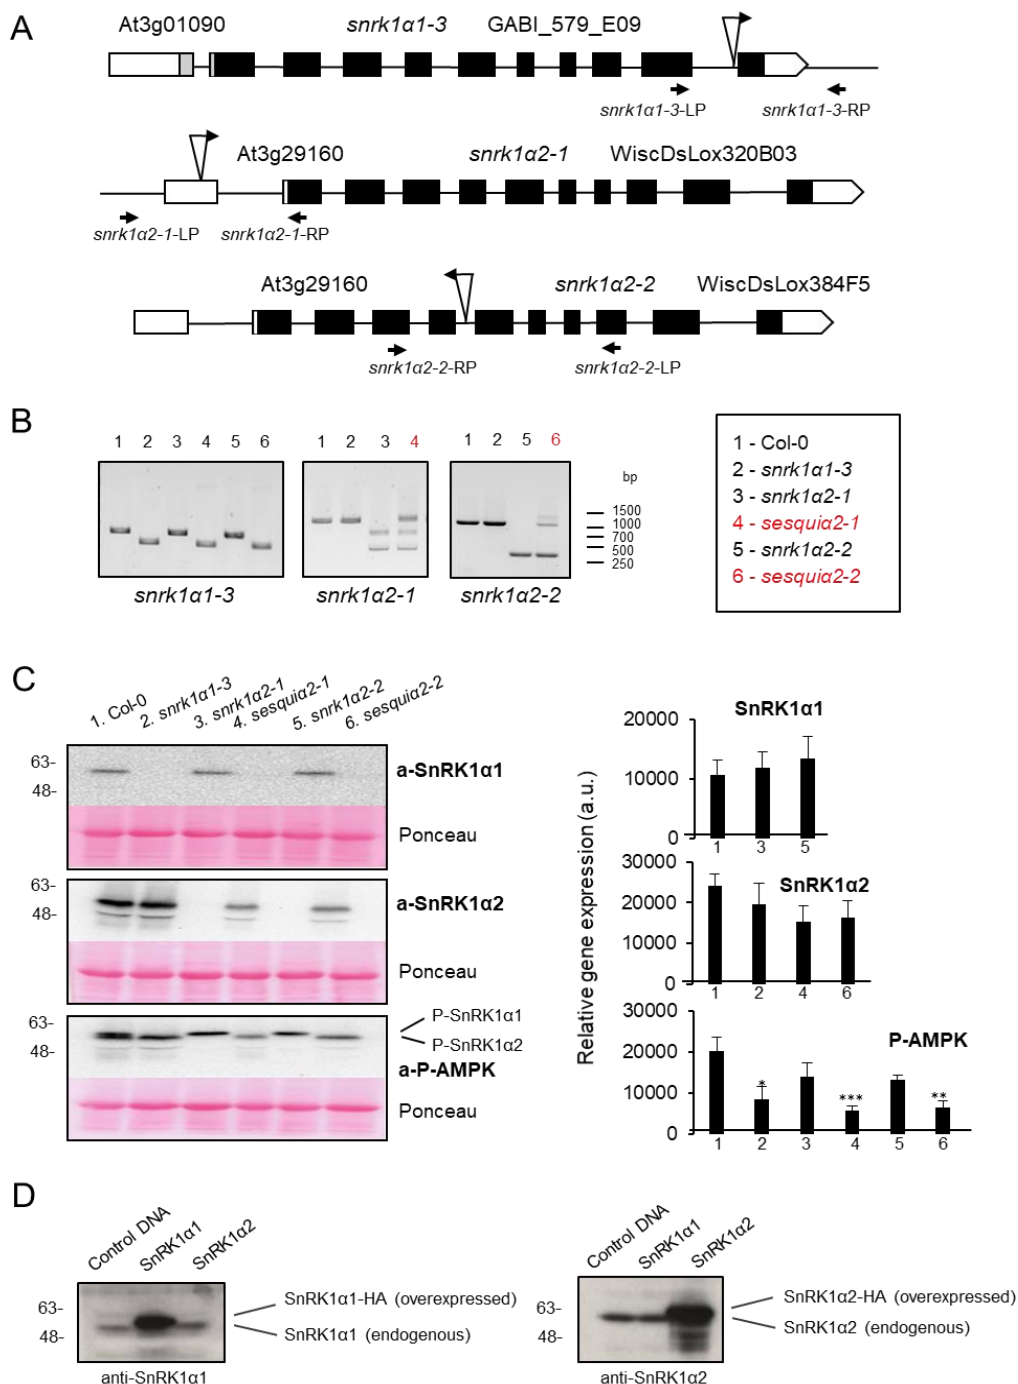 A
At3g01090 snrk1α1-3 GABI_579_E09
snrk1α1-3-LP snrk1α1-3-RP
At3g29160 snrk1α2-1 WiscDsLox320B03
snrk1α2-1-LP snrk1α2-1-RP
At3g29160 snrk1α2-2 WiscDsLox384F5
snrk1α2-2-RP snrk1α2-2-LP
B
1 2 3 4 5 6
snrk1α1-3
1 2 3 4
snrk1α2-1
1 2 5 6
snrk1α2-2
bp
1500
1000
700
500
250
1 - Col-0
2 - snrk1α1-3
3 - snrk1α2-1
4 - sesquiα2-1
5 - snrk1α2-2
6 - sesquiα2-2
C
1. Col-0
2. snrk1α1-3
3. snrk1α2-1
4. sesquiα2-1
5. snrk1α2-2
6. sesquiα2-2
63-
48-
a-SnRK1α1
Ponceau
63-
48-
a-SnRK1α2
Ponceau
63-
48-
P-SnRK1α1
P-SnRK1α2
a-P-AMPK
Ponceau
Relative gene expression (a.u.)
SnRK1α1
20000
10000
0
1 3 5
SnRK1α2
30000
20000
10000
0
1 2 4 6
P-AMPK
30000
20000
10000
0
* *** **
1 2 3 4 5 6
D
Control DNA
SnRK1α1
SnRK1α2
63-
48-
SnRK1α1-HA (overexpressed)
SnRK1α1 (endogenous)
anti-SnRK1α1
Control DNA
SnRK1α1
SnRK1α2
63-
48-
SnRK1α2-HA (overexpressed)
SnRK1α2 (endogenous)
anti-SnRK1α2